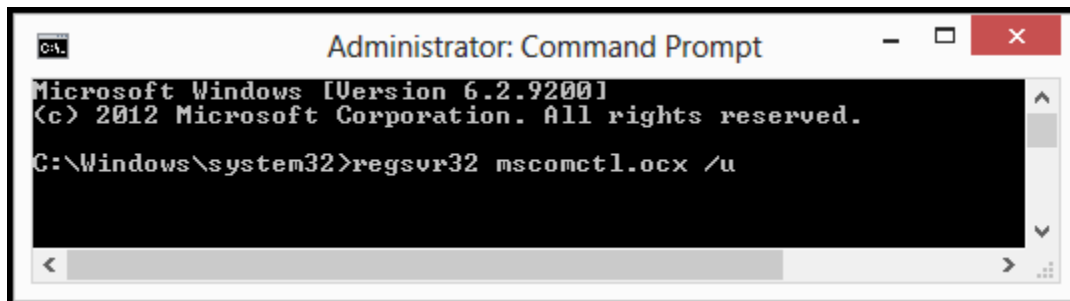 Administrator: Command Prompt
Microsoft Windows [Version 6.2.9200]
(c) 2012 Microsoft Corporation. All rights reserved.
C:\Windows\system32>regsvr32 mscomctl.ocx /u